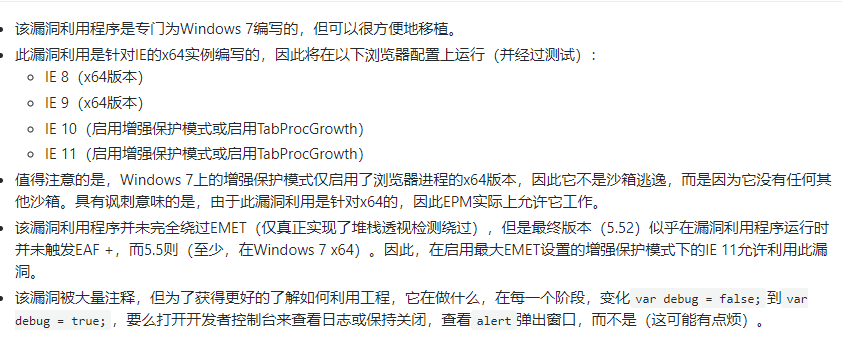 该漏洞利用程序是专门为Windows 7编写的，但可以很方便地移植。
此漏洞利用是针对IE的x64实例编写的，因此将在以下浏览器配置上运行（并经过测试）：
IE 8（x64版本）
IE 9（x64版本）
IE 10（启用增强保护模式或启用TabProcGrowth）
IE 11（启用增强保护模式或启用TabProcGrowth）
值得注意的是，Windows 7上的增强保护模式仅启用了浏览器进程的x64版本，因此它不是沙箱逃逸，而是因为它没有任何其
他沙箱。具有讽刺意味的是，由于此漏洞利用是针对x64的，因此EPM实际上允许它工作。
该漏洞利用程序并未完全绕过EMET（仅真正实现了堆栈透视检测绕过），但是最终版本（5.52）似乎在漏洞利用程序运行时
并未触发EAF +，而5.5则（至少，在Windows 7 x64）。因此，在启用最大EMET设置的增强保护模式下的IE 11允许利用此漏
洞。
该漏洞被大量注释，但为了获得更好的了解如何利用工程，它在做什么，在每一个阶段，变化 var debug = false; 到 var
debug = true; ，要么打开开发者控制台来查看日志或保持关闭，查看 alert 弹出窗口，而不是（这可能有点烦）。